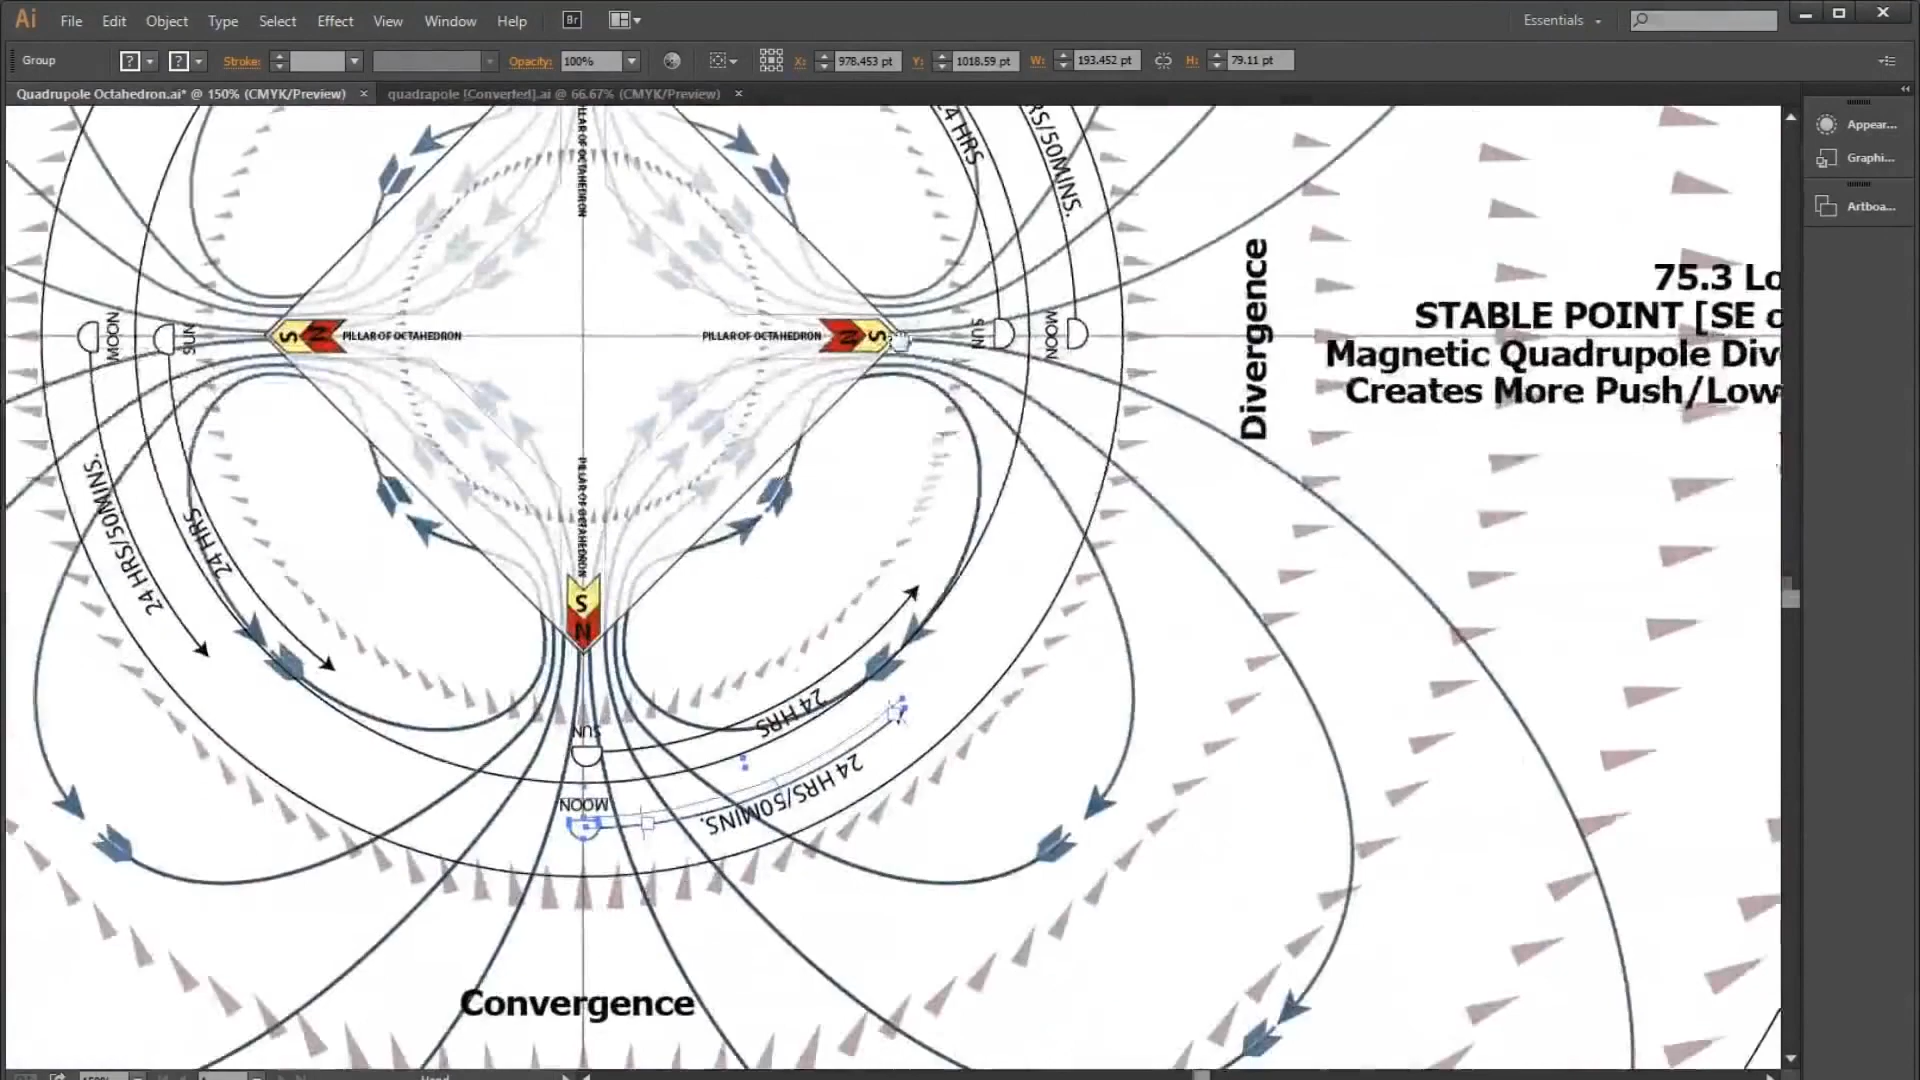 Ai File Edit Object Type Select Effect View Window Help Br Essentials
Group ? ? Stroke: Opacity: 100% X: 978.453 pt Y: 1018.59 pt W: 193.452 pt H: 79.11 pt
Quadrupole Octahedron.ai* @ 150% (CMYK/Preview) × quadrapole [Converted].ai @ 66.67% (CMYK/Preview) ×
Appear...
Graphi...
Artboa...
PILLAR OF OCTAHEDRON
24 HRS
RS/50MINS.
MOON
SUN
S N
PILLAR OF OCTAHEDRON
PILLAR OF OCTAHEDRON
N S
SUN
MOON
Divergence
75.3 Lo
STABLE POINT [SE
Magnetic Quadrupole Div
Creates More Push/Low
24 HRS/50MINS.
24 HRS
PILLAR OF OCTAHEDRON
S
N
SUN
24 HRS
MOON
24 HRS/50MINS.
Convergence